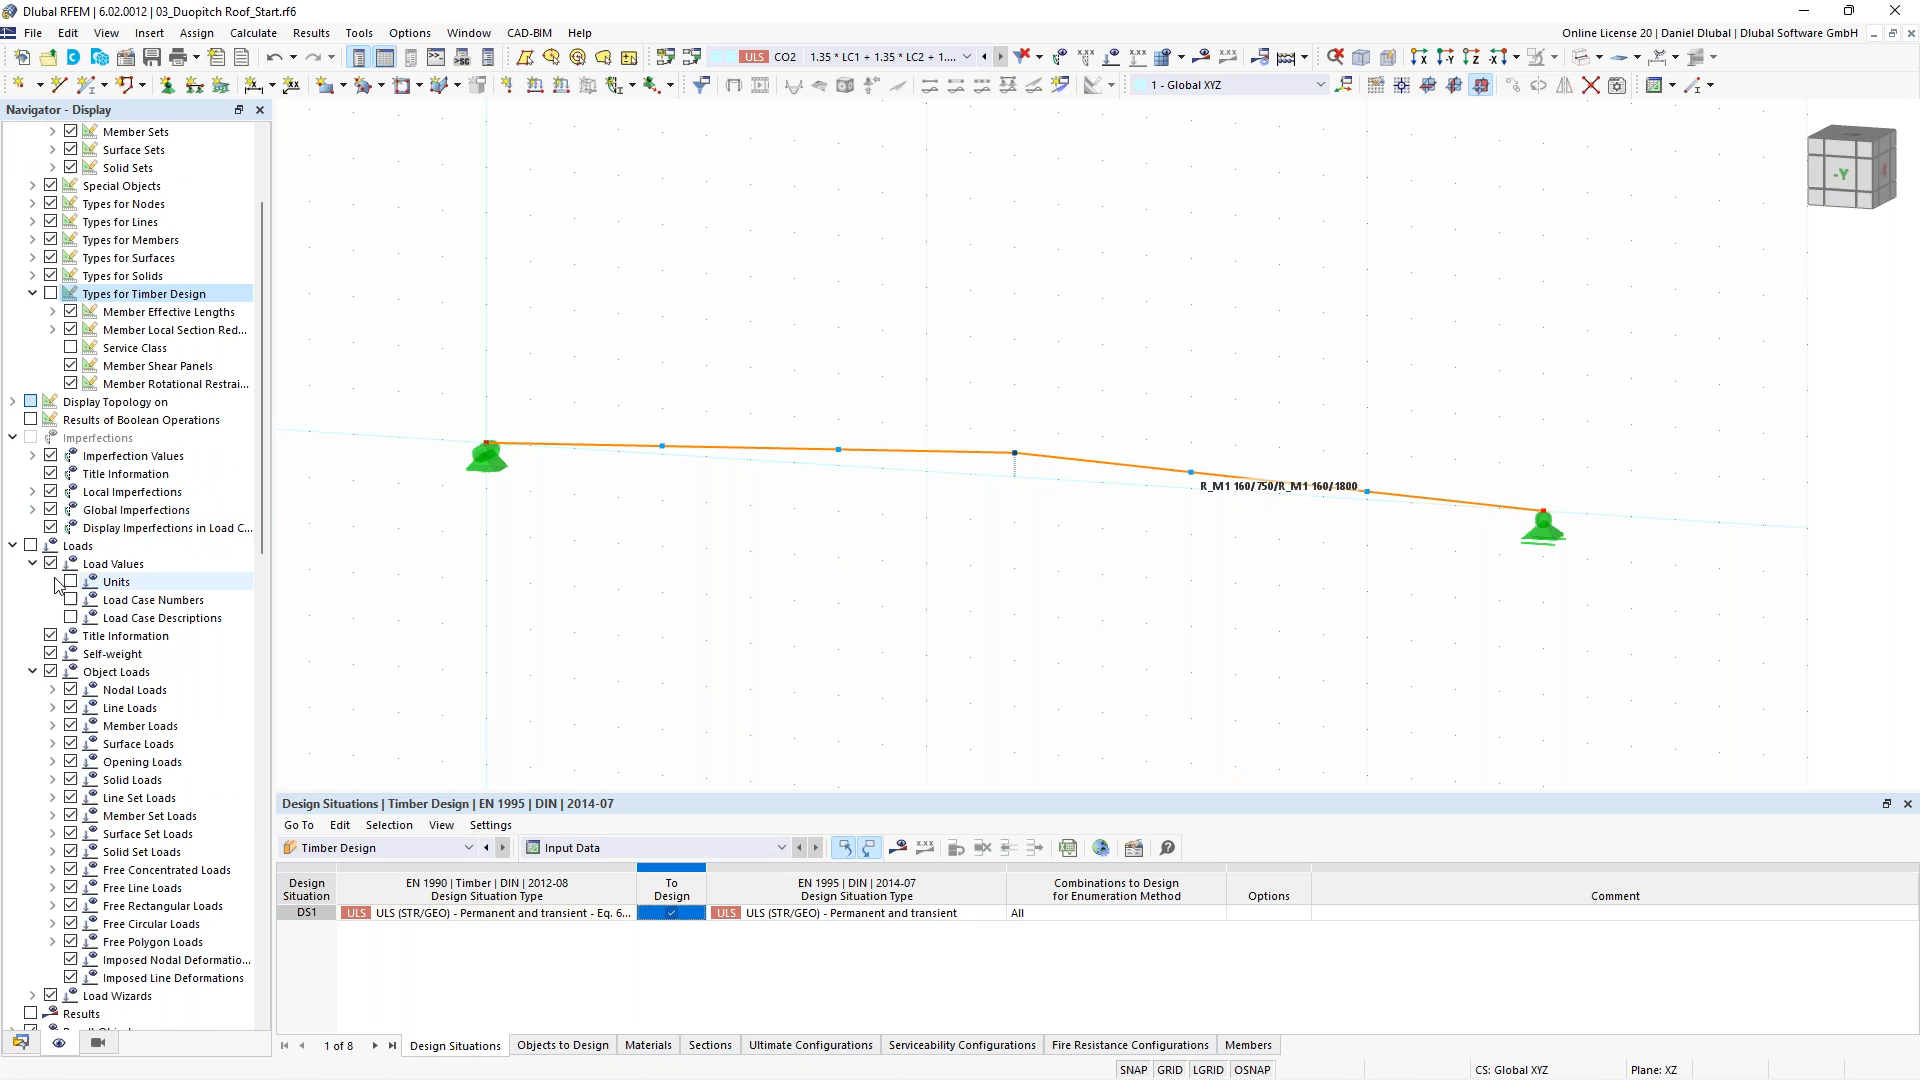 Dlubal RFEM | 6.02.0012 | 03_Duopitch Roof_Start.rf6
File Edit View Insert Assign Calculate Results Tools Options Window CAD-BIM Help
Online License 20 | Daniel Dlubal | Dlubal Software GmbH
ULS CO2 1.35 * LC1 + 1.35 * LC2 + 1....
1 - Global XYZ
Navigator - Display
Member Sets
Surface Sets
Solid Sets
Special Objects
Types for Nodes
Types for Lines
Types for Members
Types for Surfaces
Types for Solids
Types for Timber Design
Member Effective Lengths
Member Local Section Red...
Service Class
Member Shear Panels
Member Rotational Restrai...
Display Topology on
Results of Boolean Operations
Imperfections
Imperfection Values
Title Information
Local Imperfections
Global Imperfections
Display Imperfections in Load C...
Loads
Load Values
Units
Load Case Numbers
Load Case Descriptions
Title Information
Self-weight
Object Loads
Nodal Loads
Line Loads
Member Loads
Surface Loads
Opening Loads
Solid Loads
Line Set Loads
Member Set Loads
Surface Set Loads
Solid Set Loads
Free Concentrated Loads
Free Line Loads
Free Rectangular Loads
Free Circular Loads
Free Polygon Loads
Imposed Nodal Deformatio...
Imposed Line Deformations
Load Wizards
Results
-Y
R_M1 160/750/R_M1 160/1800
Design Situations | Timber Design | EN 1995 | DIN | 2014-07
Go To Edit Selection View Settings
Timber Design
Input Data
Design Situation
EN 1990 | Timber | DIN | 2012-08 Design Situation Type
To Design
EN 1995 | DIN | 2014-07 Design Situation Type
Combinations to Design for Enumeration Method
Options
Comment
DS1 ULS ULS (STR/GEO) - Permanent and transient - Eq. 6... ULS ULS (STR/GEO) - Permanent and transient All
1 of 8
Design Situations Objects to Design Materials Sections Ultimate Configurations Serviceability Configurations Fire Resistance Configurations Members
SNAP GRID LGRID OSNAP
CS: Global XYZ
Plane: XZ